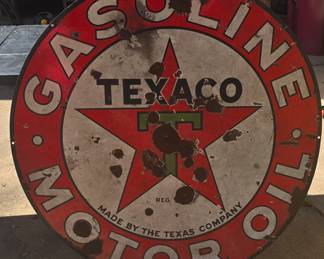 GASOLINE
TEXACO
T
REG
MADE BY THE TEXAS COMPANY
MOTOR OIL